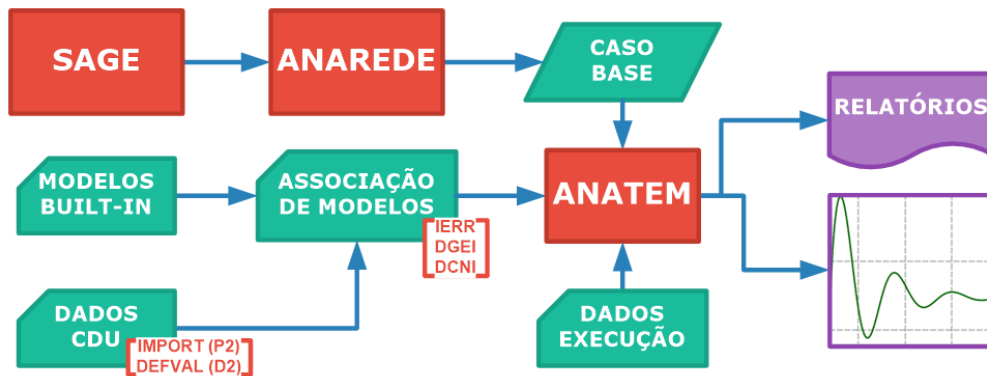 SAGE
ANAREDE
CASO
BASE
RELATÓRIOS
MODELOS
BUILT-IN
ASSOCIAÇÃO
DE MODELOS
IERR
DGEI
DCNI
ANATEM
DADOS
CDU
IMPORT (P2)
DEFVAL (D2)
DADOS
EXECUÇÃO